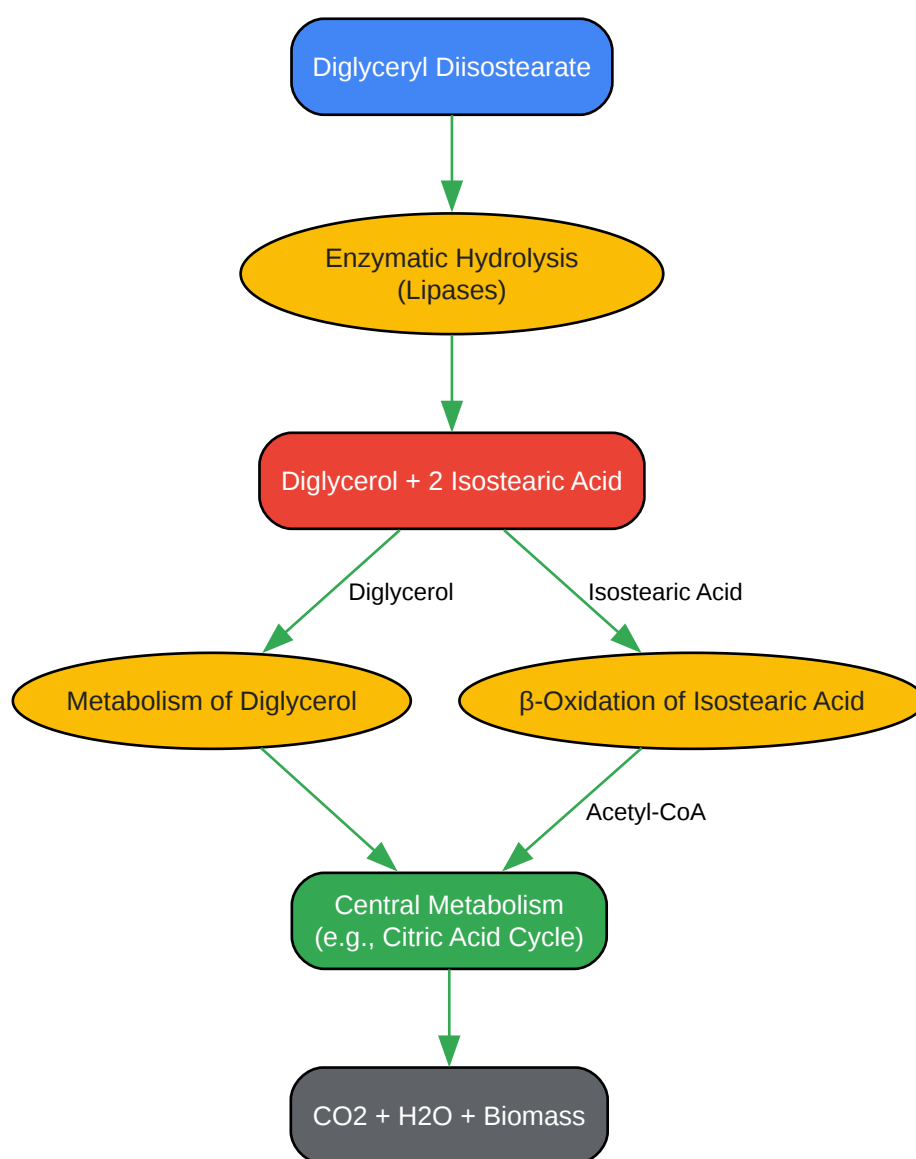 Diglyceryl Diisostearate
Enzymatic Hydrolysis
(Lipases)
Diglycerol + 2 Isostearic Acid
Diglycerol
Isostearic Acid
Metabolism of Diglycerol
β-Oxidation of Isostearic Acid
Acetyl-CoA
Central Metabolism
(e.g., Citric Acid Cycle)
CO2 + H2O + Biomass